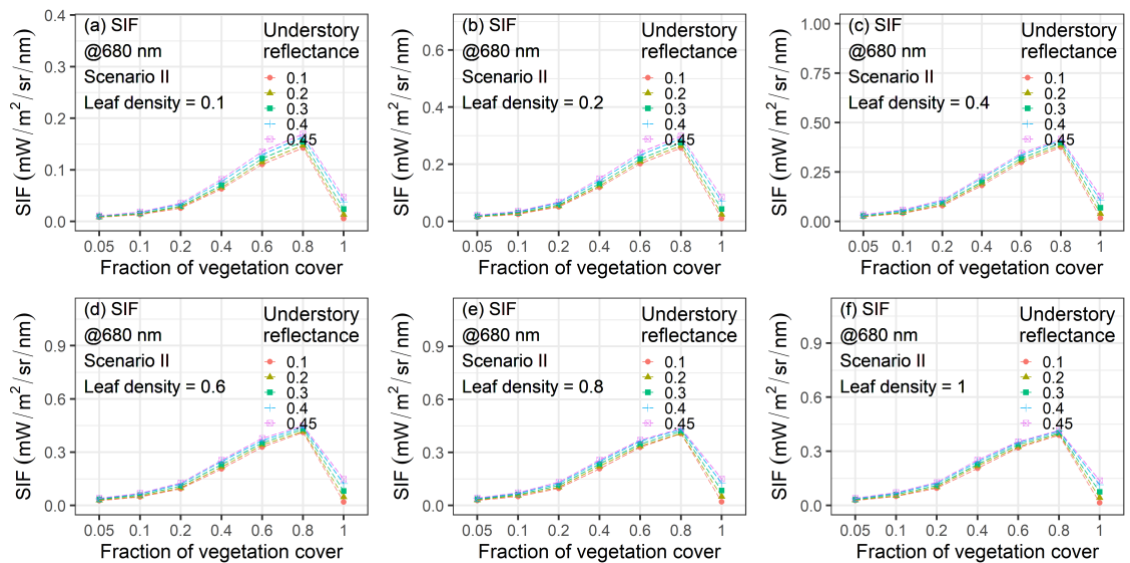 (a) SIF
@680 nm
Scenario II
Leaf density = 0.1
Understory
reflectance
0.1
0.2
0.3
0.4
0.45
SIF (mW/m²/sr/nm)
0.4
0.3
0.2
0.1
0.0
0.05 0.1 0.2 0.4 0.6 0.8 1
Fraction of vegetation cover
(b) SIF
@680 nm
Scenario II
Leaf density = 0.2
Understory
reflectance
0.1
0.2
0.3
0.4
0.45
SIF (mW/m²/sr/nm)
0.6
0.4
0.2
0.0
0.05 0.1 0.2 0.4 0.6 0.8 1
Fraction of vegetation cover
(c) SIF
@680 nm
Scenario II
Leaf density = 0.4
Understory
reflectance
0.1
0.2
0.3
0.4
0.45
SIF (mW/m²/sr/nm)
1.00
0.75
0.50
0.25
0.00
0.05 0.1 0.2 0.4 0.6 0.8 1
Fraction of vegetation cover
(d) SIF
@680 nm
Scenario II
Leaf density = 0.6
Understory
reflectance
0.1
0.2
0.3
0.4
0.45
SIF (mW/m²/sr/nm)
0.9
0.6
0.3
0.0
0.05 0.1 0.2 0.4 0.6 0.8 1
Fraction of vegetation cover
(e) SIF
@680 nm
Scenario II
Leaf density = 0.8
Understory
reflectance
0.1
0.2
0.3
0.4
0.45
SIF (mW/m²/sr/nm)
0.9
0.6
0.3
0.0
0.05 0.1 0.2 0.4 0.6 0.8 1
Fraction of vegetation cover
(f) SIF
@680 nm
Scenario II
Leaf density = 1
Understory
reflectance
0.1
0.2
0.3
0.4
0.45
SIF (mW/m²/sr/nm)
0.9
0.6
0.3
0.0
0.05 0.1 0.2 0.4 0.6 0.8 1
Fraction of vegetation cover